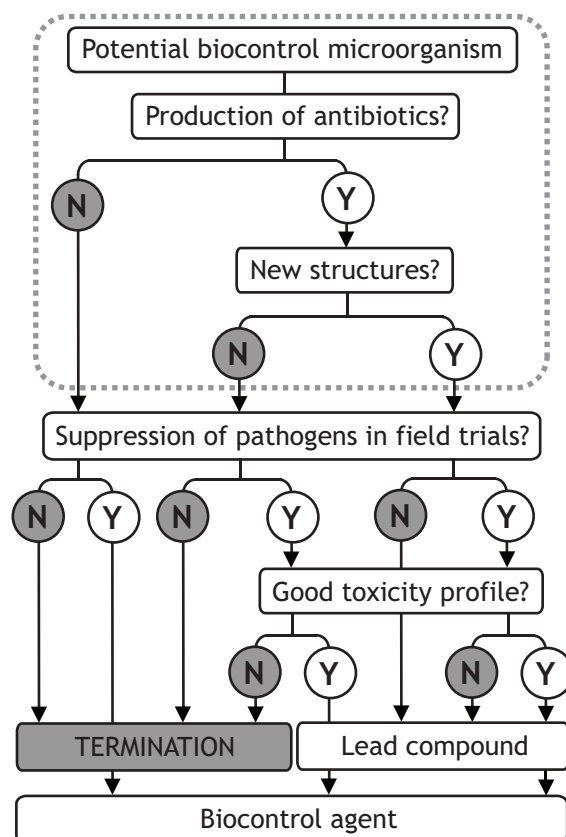 Potential biocontrol microorganism
Production of antibiotics?
N
Y
New structures?
N
Y
Suppression of pathogens in field trials?
N Y N Y N Y
Good toxicity profile?
N Y N Y
TERMINATION
Lead compound
Biocontrol agent